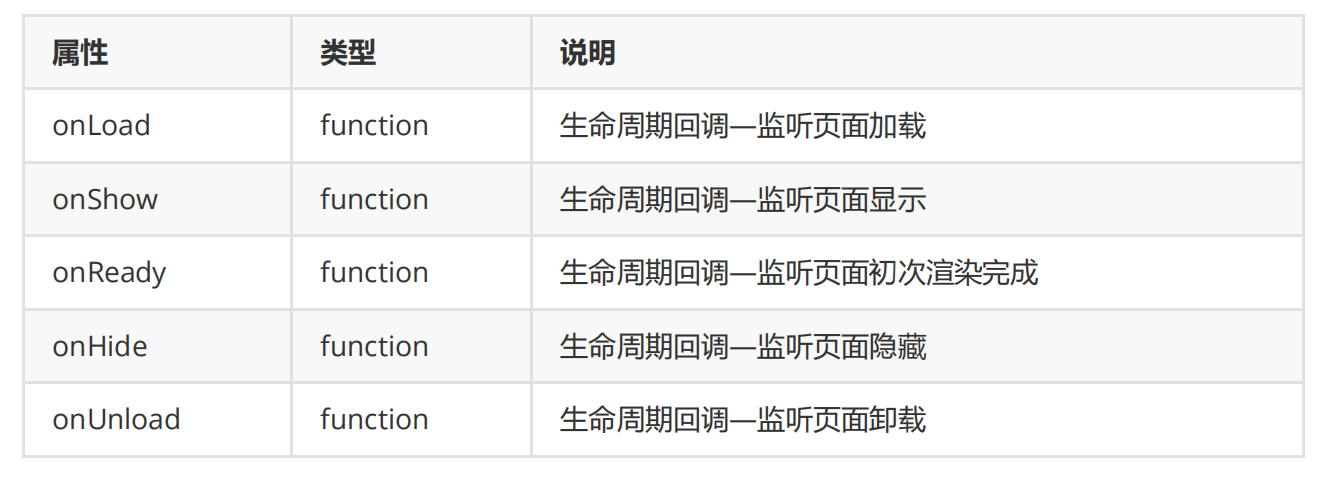 属性 类型 说明
onLoad function 生命周期回调—监听页面加载
onShow function 生命周期回调—监听页面显示
onReady function 生命周期回调—监听页面初次渲染完成
onHide function 生命周期回调—监听页面隐藏
onUnload function 生命周期回调—监听页面卸载